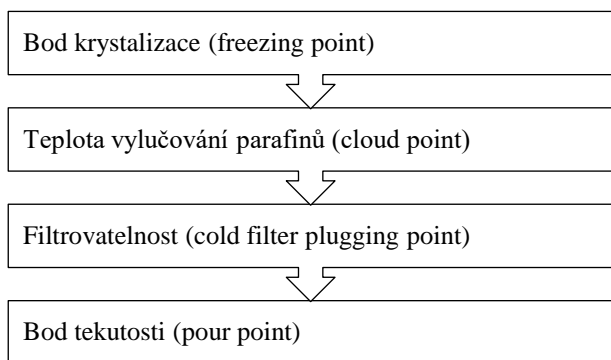 Bod krystalizace (freezing point)
Teplota vylučování parafinů (cloud point)
Filtrovatelnost (cold filter plugging point)
Bod tekutosti (pour point)